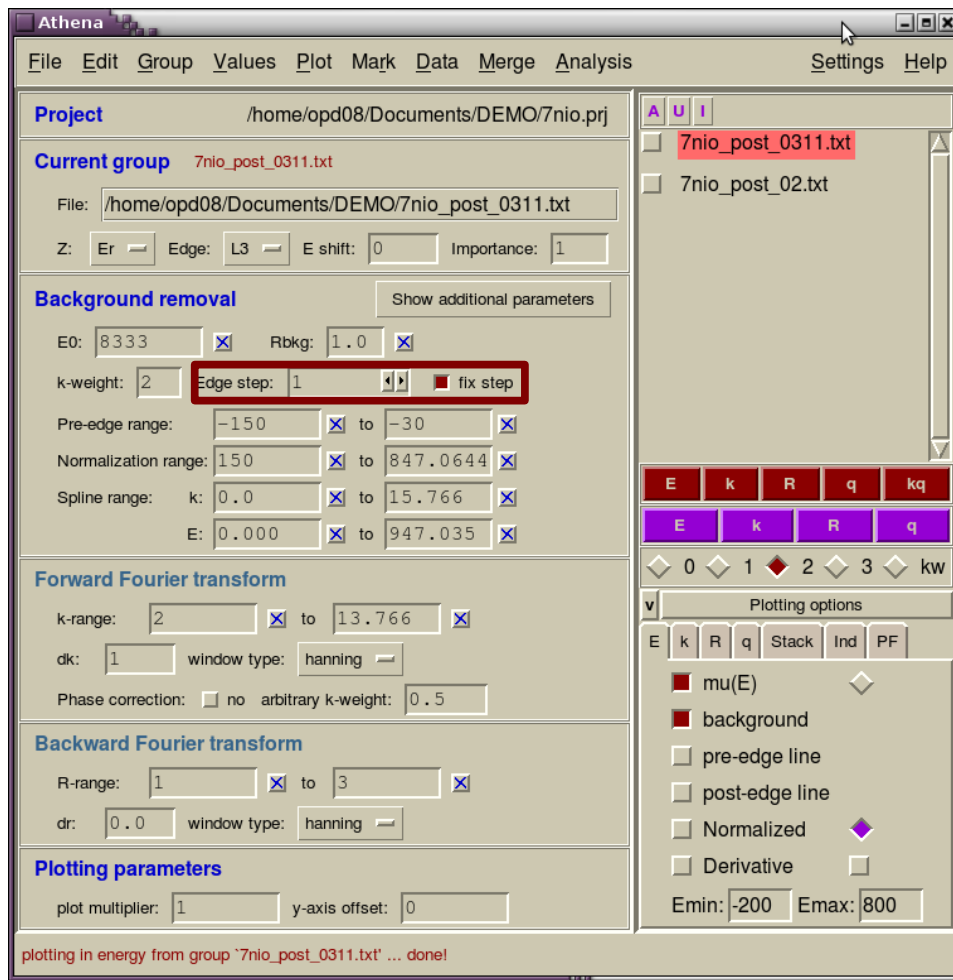 Athena
File Edit Group Values Plot Mark Data Merge Analysis Settings Help
Project /home/opd08/Documents/DEMO/7nio.prj
Current group 7nio_post_0311.txt
File: /home/opd08/Documents/DEMO/7nio_post_0311.txt
Z: Er Edge: L3 E shift: 0 Importance: 1
Background removal Show additional parameters
E0: 8333 Rbkg: 1.0
k-weight: 2 Edge step: 1 fix step
Pre-edge range: -150 to -30
Normalization range: 150 to 847.0644
Spline range: k: 0.0 to 15.766
E: 0.000 to 947.035
Forward Fourier transform
k-range: 2 to 13.766
dk: 1 window type: hanning
Phase correction: no arbitrary k-weight: 0.5
Backward Fourier transform
R-range: 1 to 3
dr: 0.0 window type: hanning
Plotting parameters
plot multiplier: 1 y-axis offset: 0
A U I
7nio_post_0311.txt
7nio_post_02.txt
E k R q kq
E k R q
0 1 2 3 kw
v Plotting options
E k R q Stack Ind PF
mu(E)
background
pre-edge line
post-edge line
Normalized
Derivative
Emin: -200 Emax: 800
plotting in energy from group `7nio_post_0311.txt' ... done!